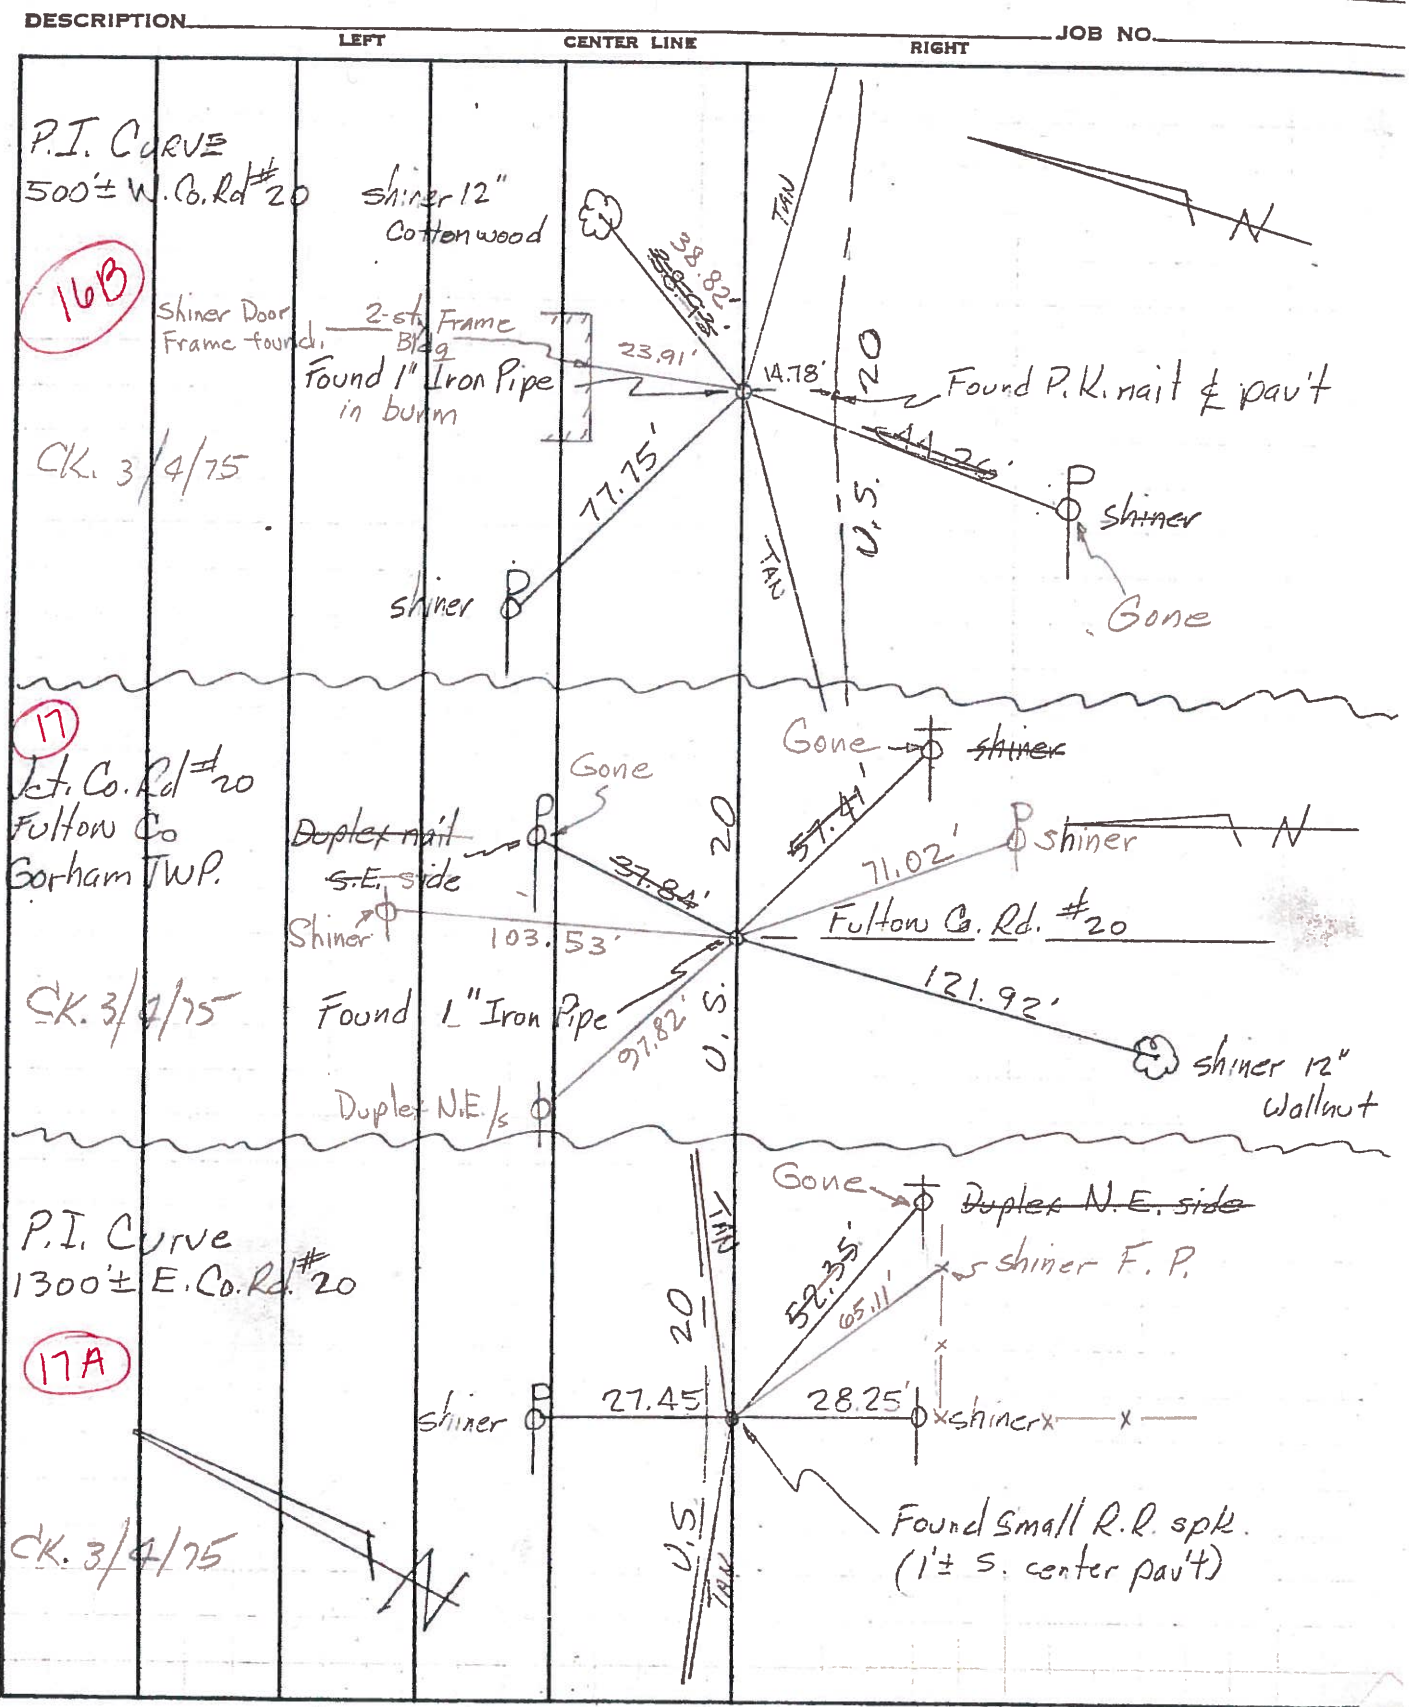 DESCRIPTION
LEFT
CENTER LINE
RIGHT
JOB NO.
P.I. CURVE
500'± W. Co. Rd #20
16B
shiner 12"
Cottonwood
38.82'
TAN
N
Shiner Door
Frame found.
2-sty Frame
Bldg
23.91'
Found 1" Iron Pipe
in burm
14.78'
U.S. 20
Found P.K. nail ℄ pav't
CK. 3/4/75
77.75'
44.26'
shiner
Gone
shiner
TAN
17
Jct. Co. Rd #20
Fulton Co
Gorham TWP.
Gone
shiner
57.41'
Gone
Duplex nail
S.E. side
37.84'
71.02'
shiner
N
Shiner
103.53'
U.S. 20
Fulton Co. Rd. #20
CK. 3/4/75
Found 1" Iron Pipe
97.82'
121.92'
shiner 12"
Wallnut
Duplex N.E./s
P.I. Curve
1300'± E. Co. Rd. #20
17A
TAN
Gone
Duplex N.E. side
52.35'
65.11'
shiner F. P.
U.S. 20
shiner
27.45'
28.25'
shiner
N
CK. 3/4/75
TAN
Found Small R.R. spk.
(1'± S. center pav't)